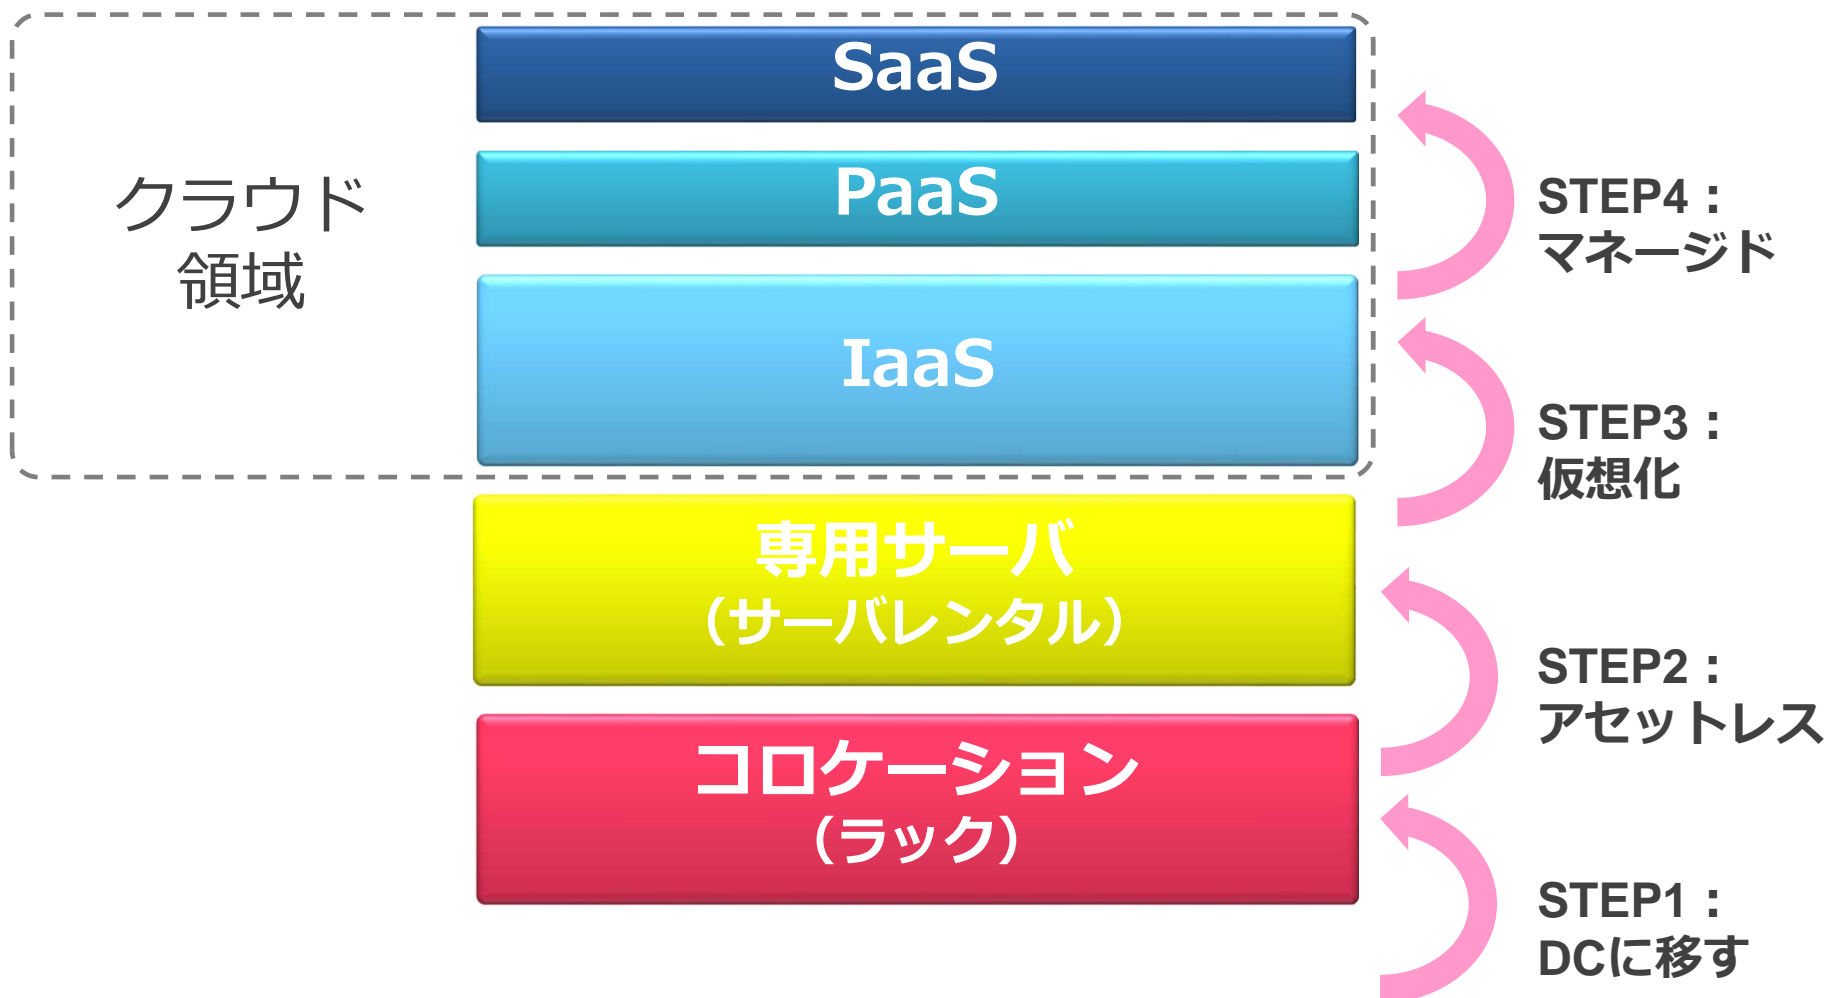 SaaS
PaaS
クラウド
領域
IaaS
専用サーバ
（サーバレンタル）
コロケーション
（ラック）
STEP4：
マネージド
STEP3：
仮想化
STEP2：
アセットレス
STEP1：
DCに移す